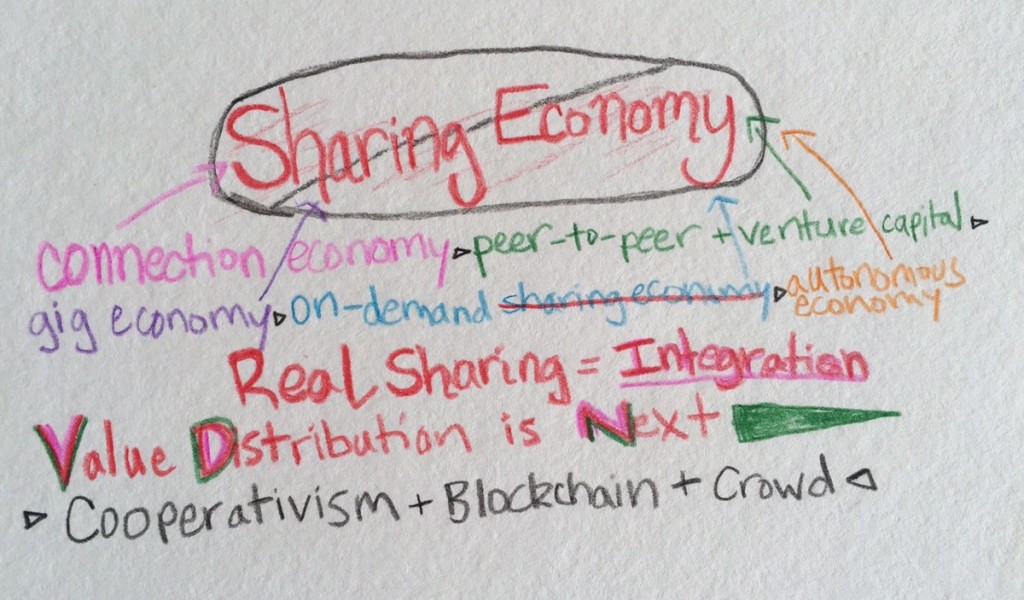 Sharing Economy
connection economy ▹ peer-to-peer + venture capital ▹
gig economy ▹ on-demand sharing economy ▹ autonomous economy
Real Sharing = Integration
Value Distribution is Next
▹ Cooperativism + Blockchain + Crowd ◃